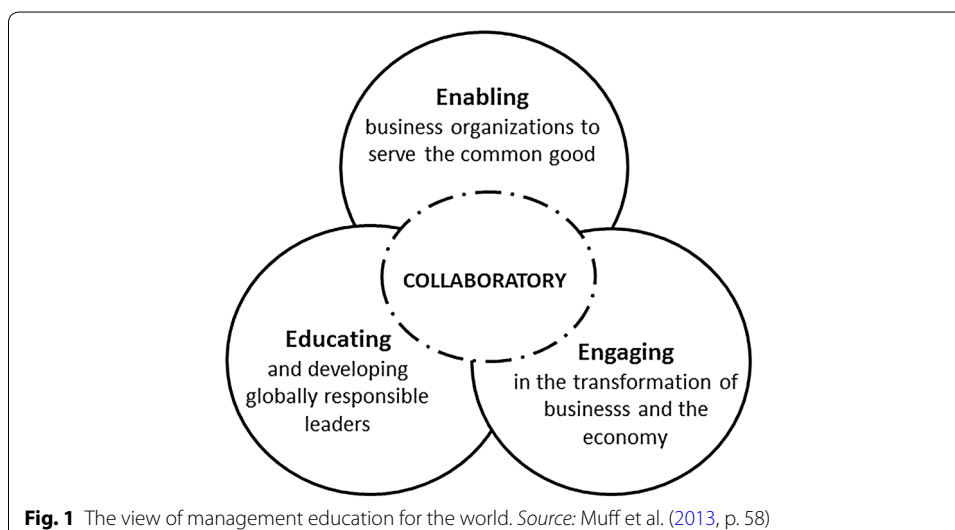 Enabling
business organizations to
serve the common good
COLLABORATORY
Educating
and developing
globally responsible
leaders
Engaging
in the transformation of
businesss and the
economy
Fig. 1 The view of management education for the world. Source: Muff et al. (2013, p. 58)